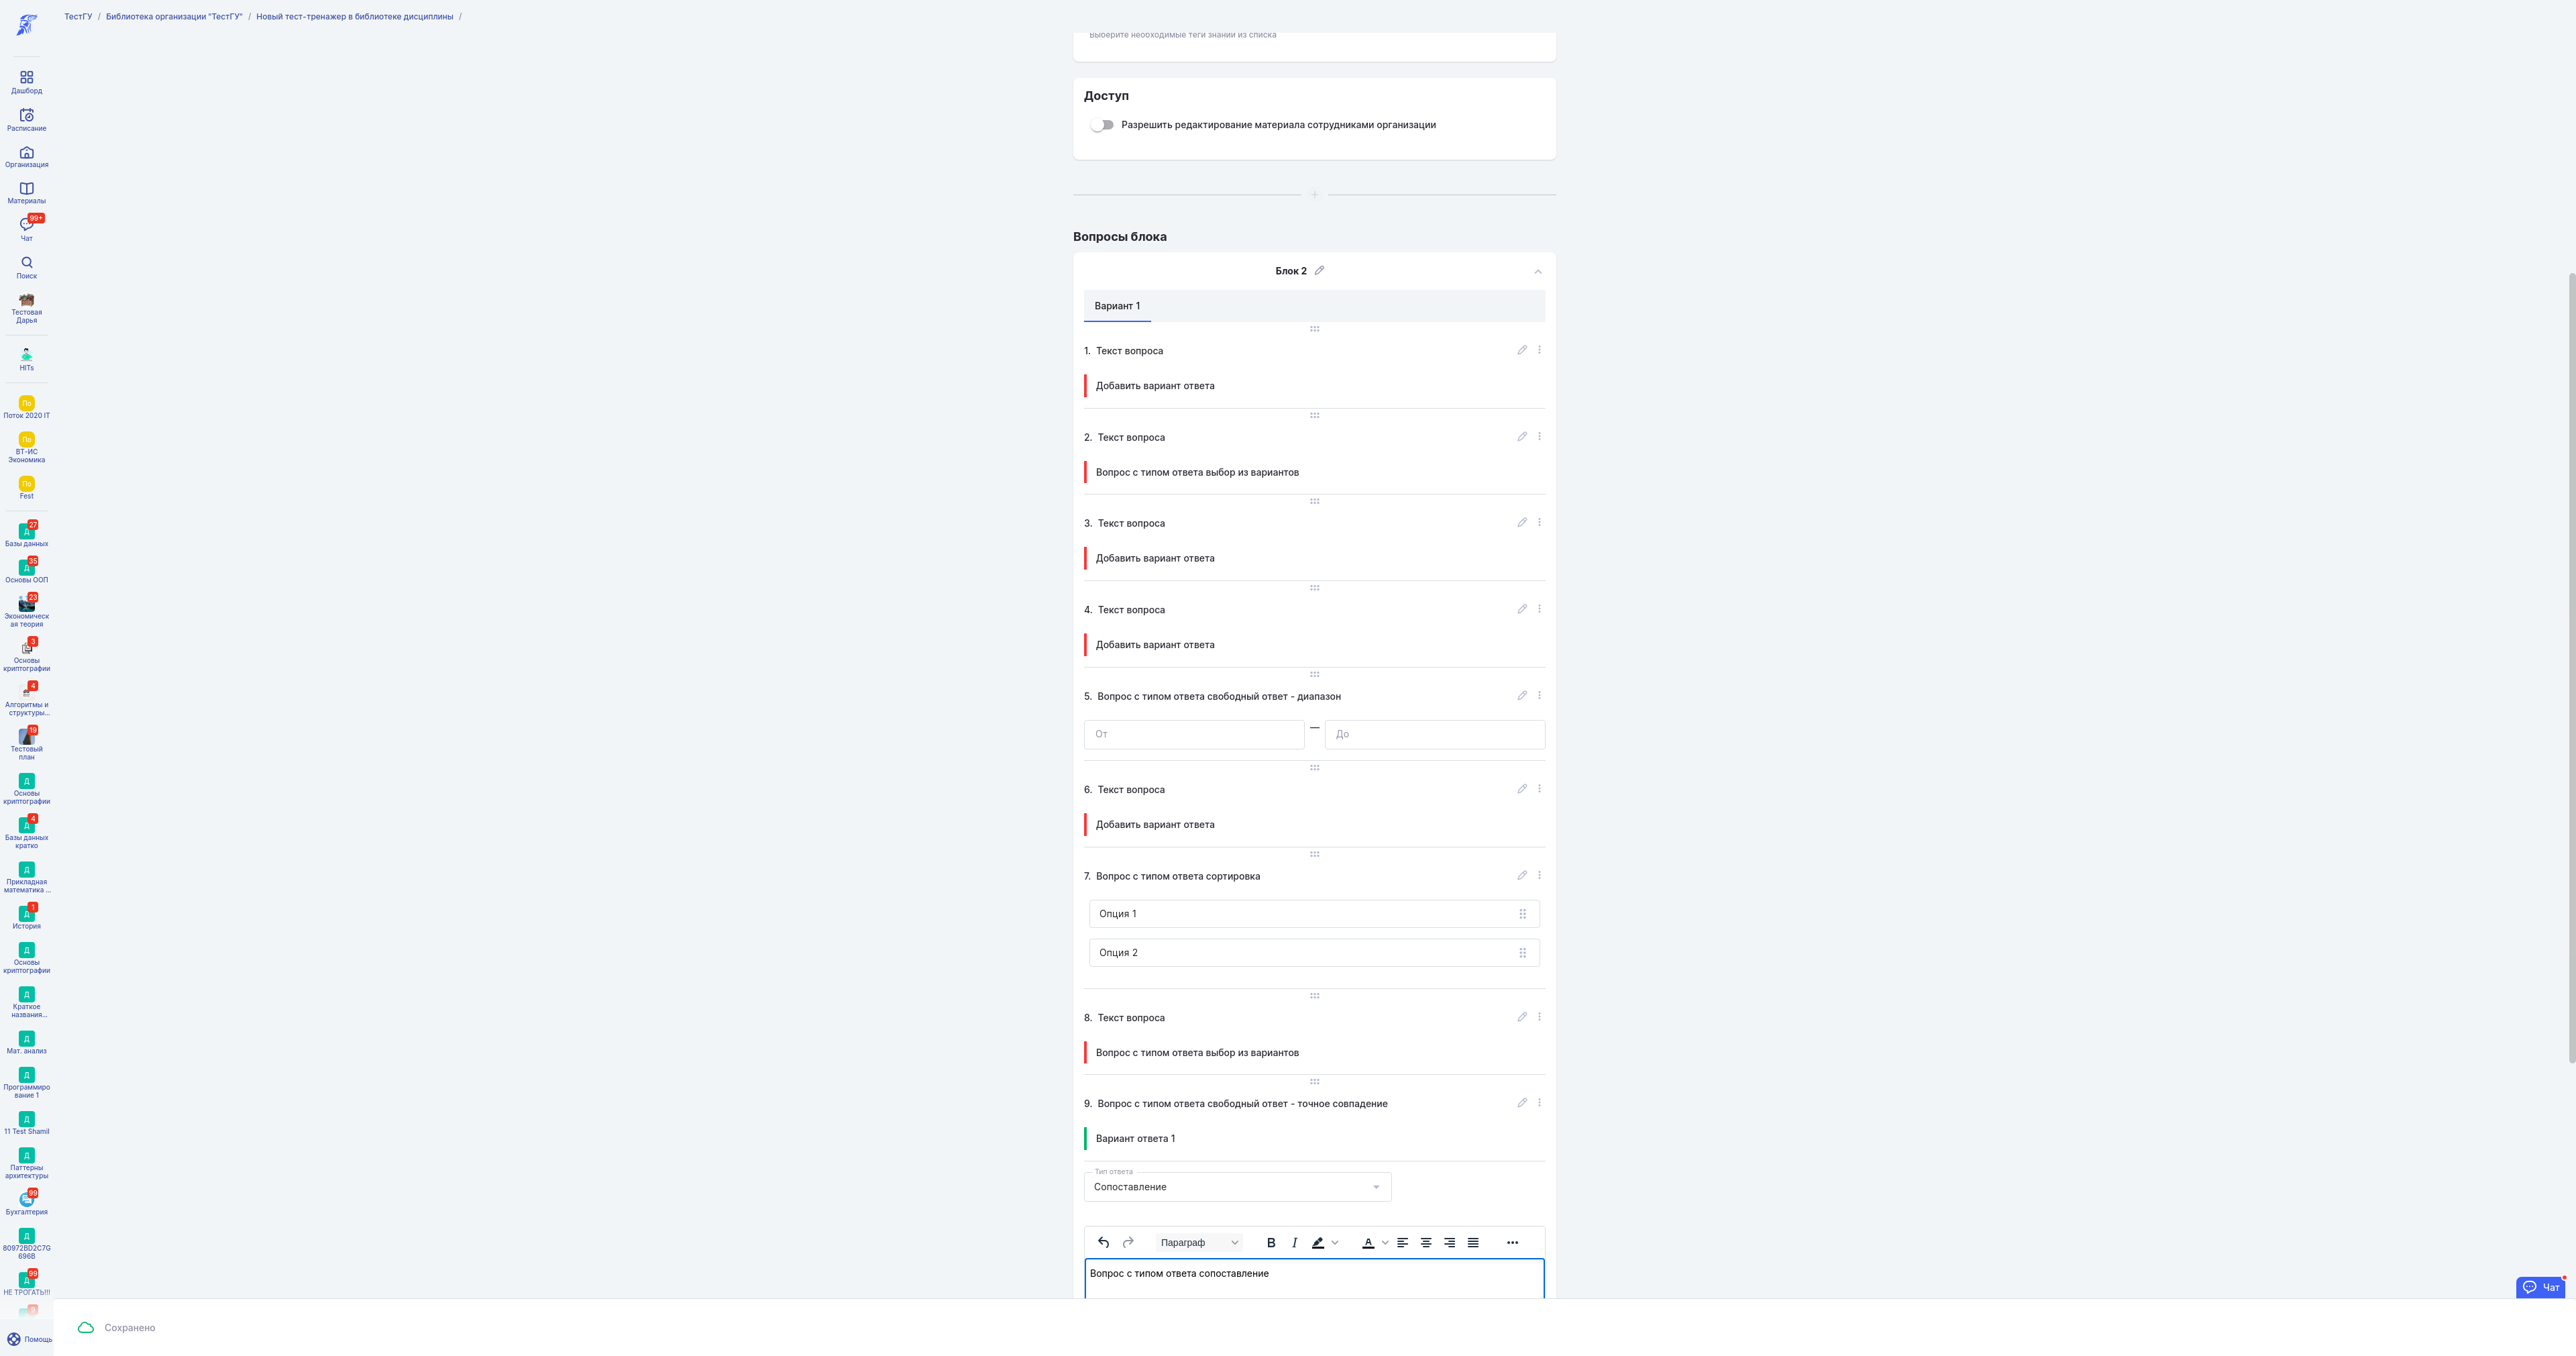 ТестГУ / Библиотека организации "ТестГУ" / Новый тест-тренажер в библиотеке дисциплины /
Дашборд
Расписание
Организация
Материалы
99+
Чат
Поиск
Тестовая
Дарья
HITs
По
Поток 2020 IT
По
ВТ-ИС
Экономика
По
Fest
27
Д
Базы данных
35
Д
Основы ООП
23
Экономическ
ая теория
3
Основы
криптографии
4
Алгоритмы и
структуры...
19
Тестовый
план
Д
Основы
криптографии
4
Д
Базы данных
кратко
Д
Прикладная
математика ...
1
Д
История
Д
Основы
криптографии
Д
Краткое
названия...
Д
Мат. анализ
Д
Программиро
вание 1
Д
11 Test Shamil
Д
Паттерны
архитектуры
99
Бухгалтерия
Д
80972BD2C7G
696B
99
Д
НЕ ТРОГАТЬ!!!
Помощь
Выберите необходимые теги знаний из списка
Доступ
Разрешить редактирование материала сотрудниками организации
Вопросы блока
Блок 2
Вариант 1
1. Текст вопроса
Добавить вариант ответа
2. Текст вопроса
Вопрос с типом ответа выбор из вариантов
3. Текст вопроса
Добавить вариант ответа
4. Текст вопроса
Добавить вариант ответа
5. Вопрос с типом ответа свободный ответ - диапазон
От — До
6. Текст вопроса
Добавить вариант ответа
7. Вопрос с типом ответа сортировка
Опция 1
Опция 2
8. Текст вопроса
Вопрос с типом ответа выбор из вариантов
9. Вопрос с типом ответа свободный ответ - точное совпадение
Вариант ответа 1
Тип ответа
Сопоставление
Параграф
Вопрос с типом ответа сопоставление
Чат
Сохранено